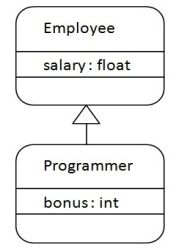 Employee
salary: float
Programmer
bonus: int